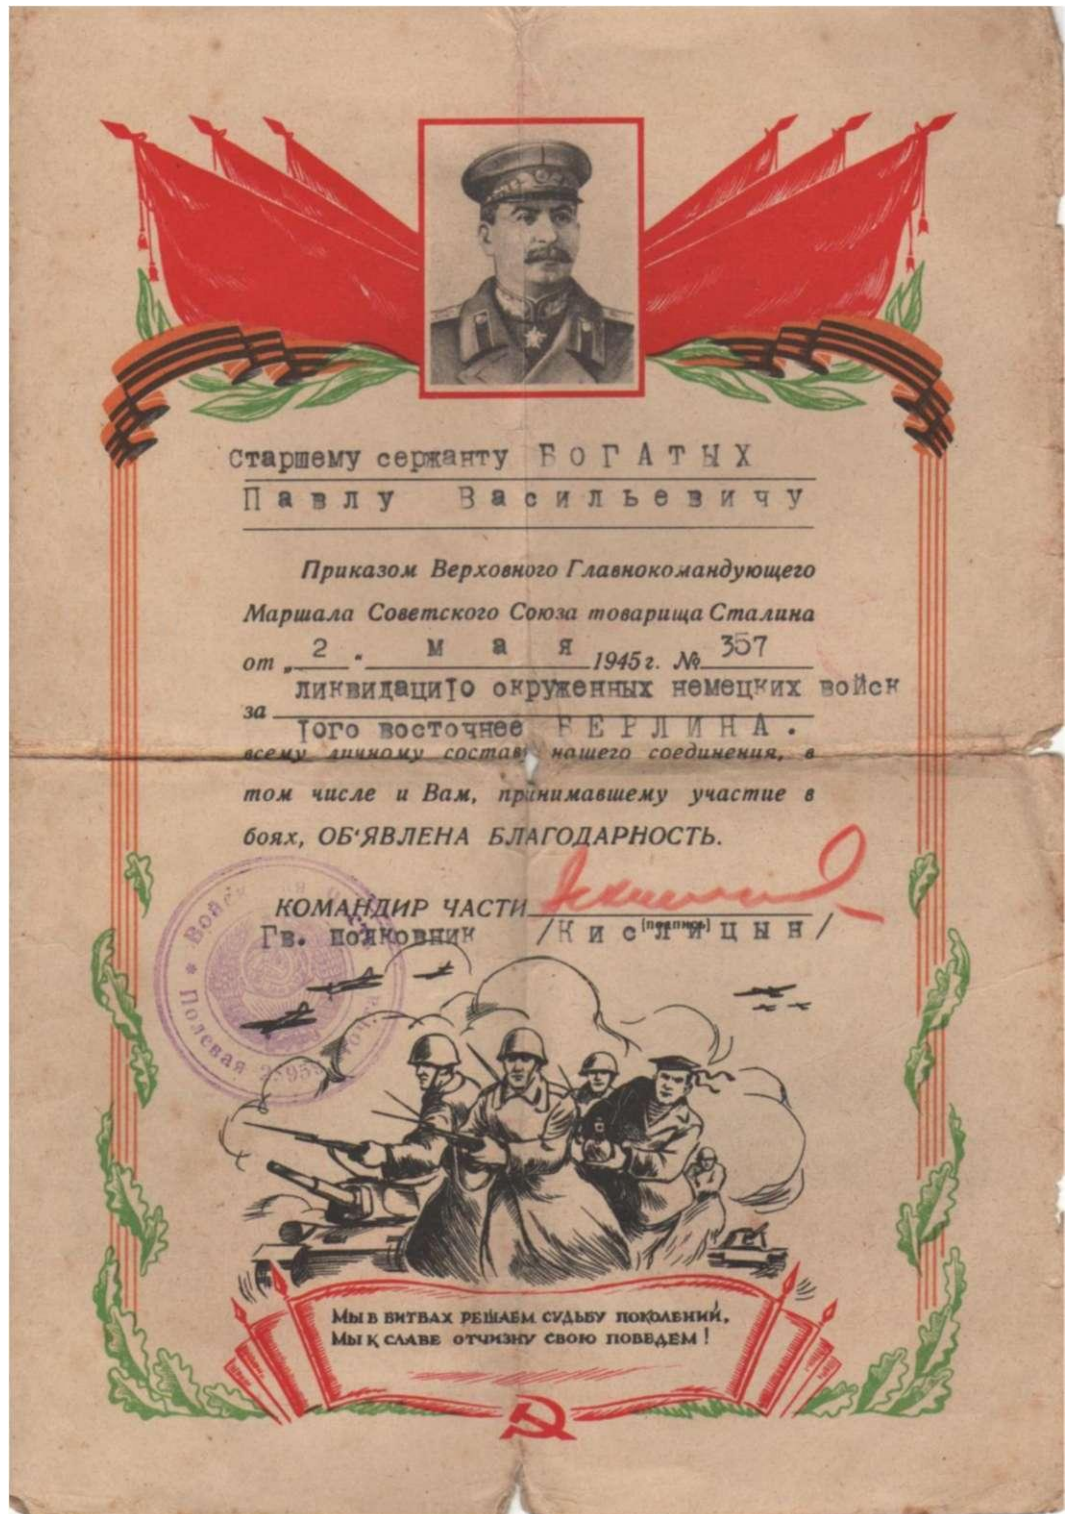 Старшему сержанту БОГАТЫХ
Павлу Васильевичу
Приказом Верховного Главнокомандующего
Маршала Советского Союза товарища Сталина
от „ 2 “ мая 1945 г. № 357
за ликвидацию окруженных немецких войск
юго восточнее БЕРЛИНА.
всему личному составу нашего соединения, в
том числе и Вам, принимавшему участие в
боях, ОБ'ЯВЛЕНА БЛАГОДАРНОСТЬ.
КОМАНДИР ЧАСТИ
(подпись)
Гв. полковник /Кислицын/
Полевая
МЫ В БИТВАХ РЕШАЕМ СУДЬБУ ПОКОЛЕНИЙ,
МЫ К СЛАВЕ ОТЧИЗНУ СВОЮ ПОВЕДЕМ!